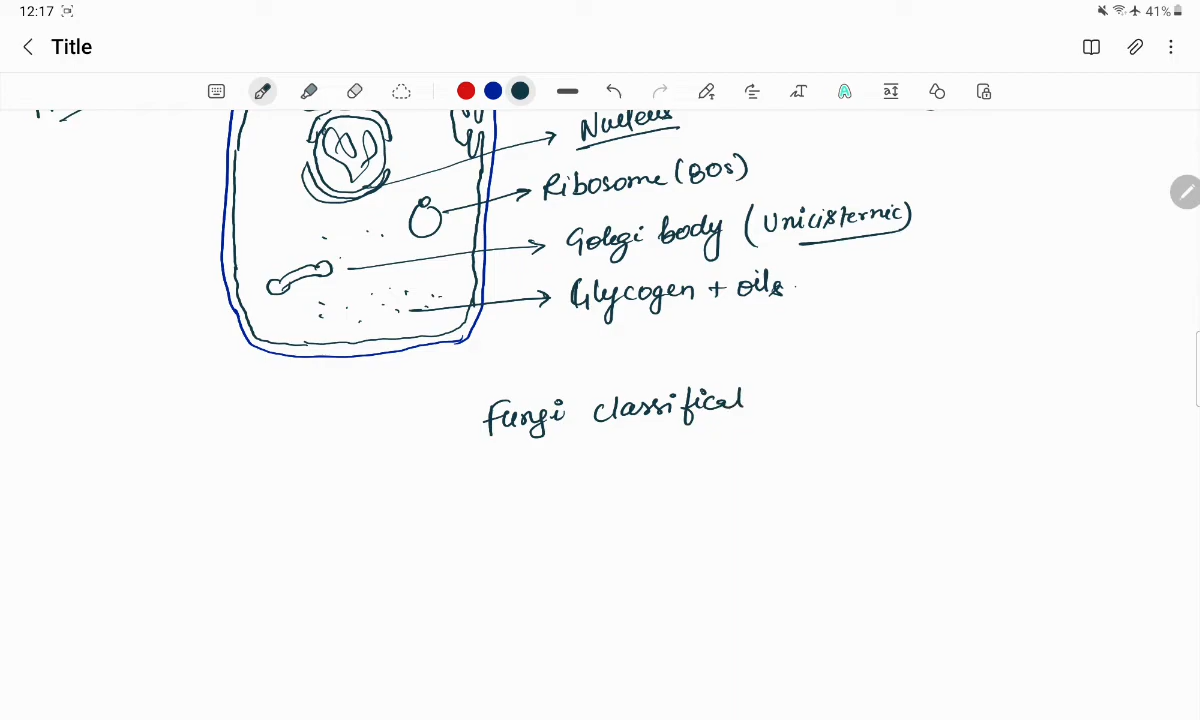 12:17
41%
Title
Nucleus
Ribosome (80s)
Golgi body (Unicisternic)
Glycogen + oils
Fungi classifical